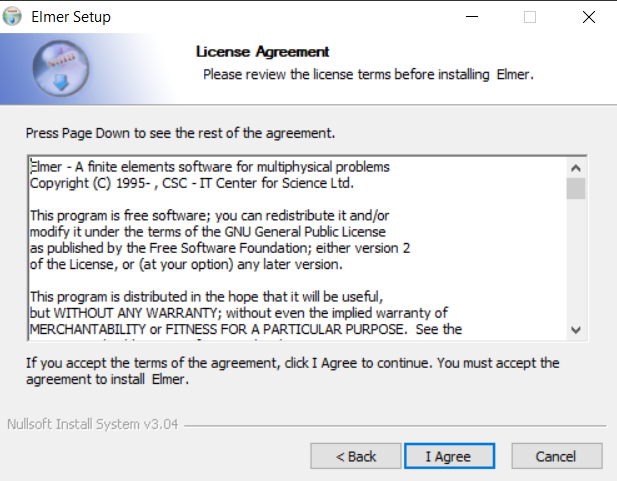 Elmer Setup
License Agreement
Please review the license terms before installing Elmer.
Press Page Down to see the rest of the agreement.
Elmer - A finite elements software for multiphysical problems
Copyright (C) 1995- , CSC - IT Center for Science Ltd.
This program is free software; you can redistribute it and/or
modify it under the terms of the GNU General Public License
as published by the Free Software Foundation; either version 2
of the License, or (at your option) any later version.
This program is distributed in the hope that it will be useful,
but WITHOUT ANY WARRANTY; without even the implied warranty of
MERCHANTABILITY or FITNESS FOR A PARTICULAR PURPOSE. See the
If you accept the terms of the agreement, click I Agree to continue. You must accept the
agreement to install Elmer.
Nullsoft Install System v3.04
< Back
I Agree
Cancel